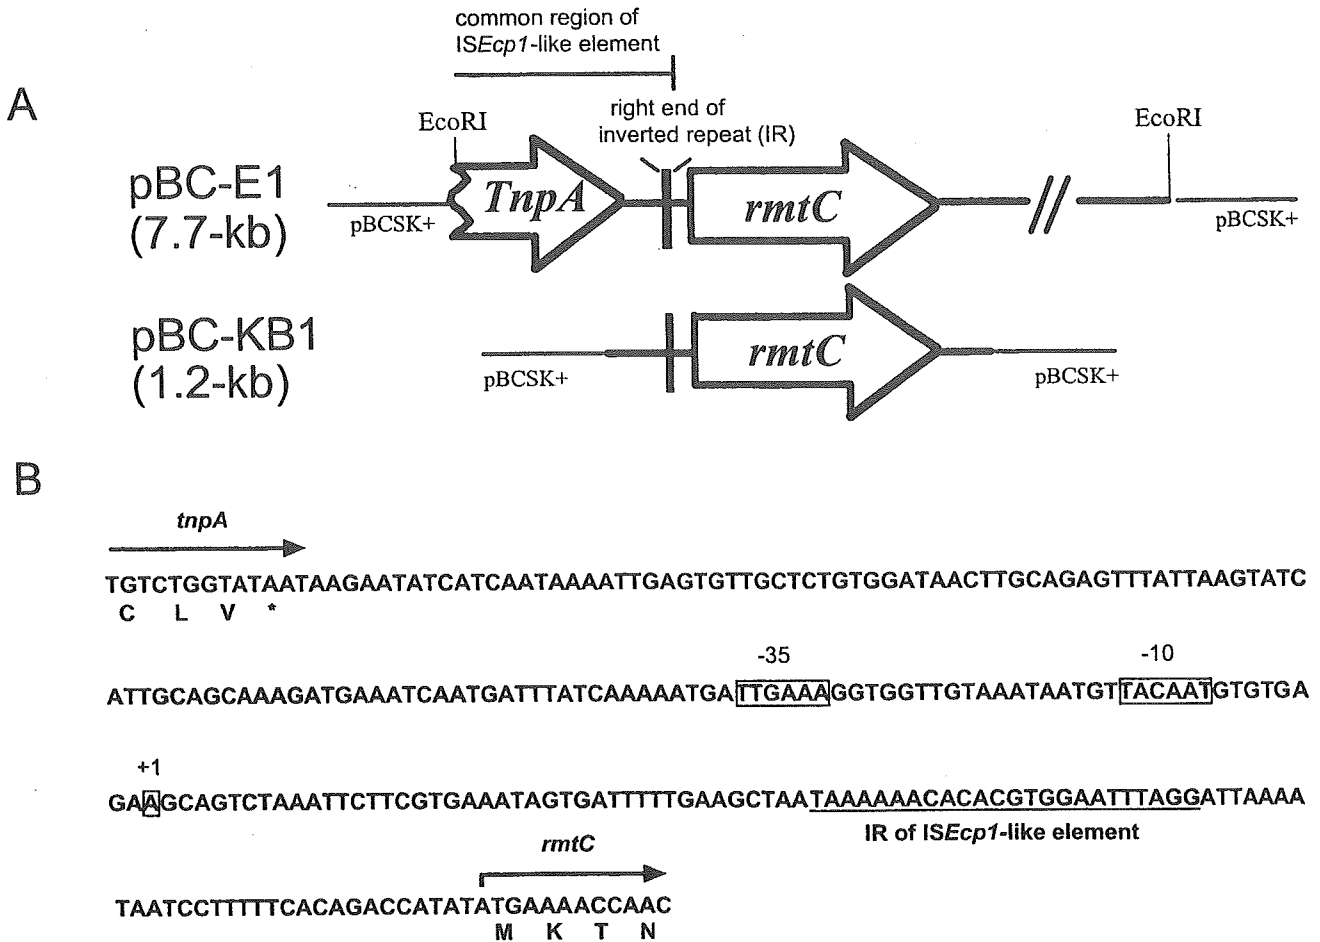 common region of
ISEcp1-like element
A
right end of
inverted repeat (IR)
EcoRI
EcoRI
pBC-E1
(7.7-kb)
TnpA
rmtC
pBCSK+
pBCSK+
pBC-KB1
(1.2-kb)
rmtC
pBCSK+
pBCSK+
B
tnpA
TGTCTGGTATAATAAGAATATCATCAATAAAATTGAGTGTTGCTCTGTGGATAACTTGCAGAGTTTATTAAGTATC
C L V *
-35 -10
ATTGCAGCAAAGATGAAATCAATGATTTATCAAAAATGATTGAAAGGTGGTTGTAAATAATGTTACAATGTGTGA
+1
GAAGCAGTCTAAATTCTTCGTGAAATAGTGATTTTTGAAGCTAATAAAAAACACACGTGGAATTTAGGATTAAAA
IR of ISEcp1-like element
rmtC
TAATCCTTTTTCACAGACCATATATGAAAACCAAC
M K T N